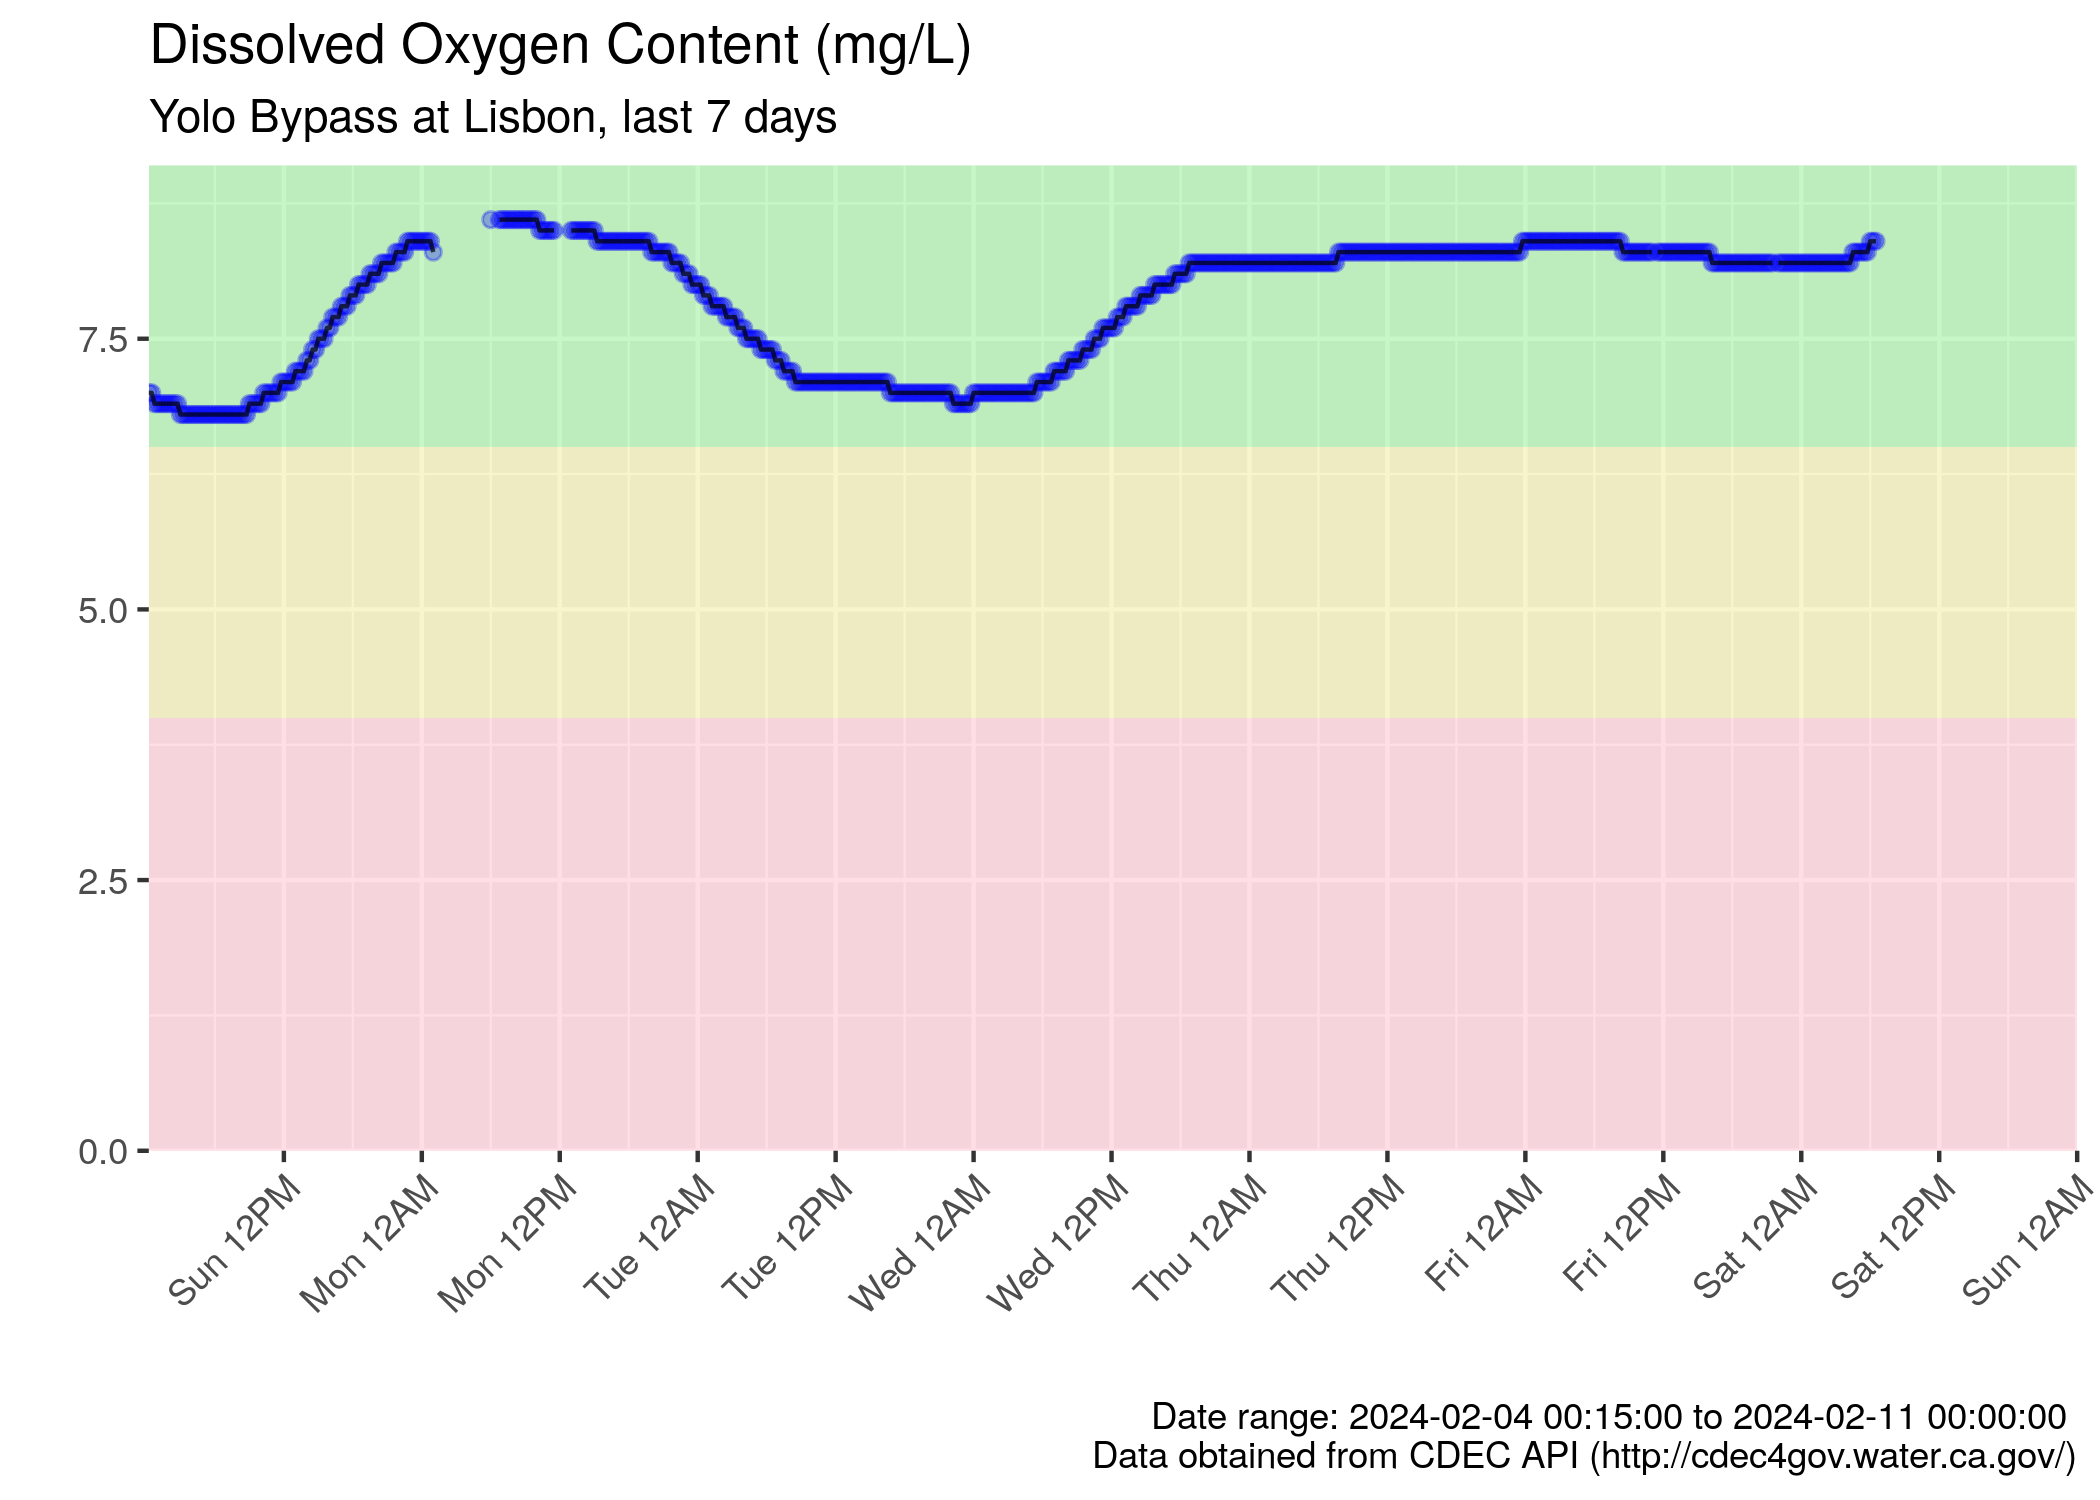 Dissolved Oxygen Content (mg/L)
Yolo Bypass at Lisbon, last 7 days
7.5
5.0
2.5
0.0
Sun 12PM
Mon 12AM
Mon 12PM
Tue 12AM
Tue 12PM
Wed 12AM
Wed 12PM
Thu 12AM
Thu 12PM
Fri 12AM
Fri 12PM
Sat 12AM
Sat 12PM
Sun 12AM
Date range: 2024-02-04 00:15:00 to 2024-02-11 00:00:00
Data obtained from CDEC API (http://cdec4gov.water.ca.gov/)